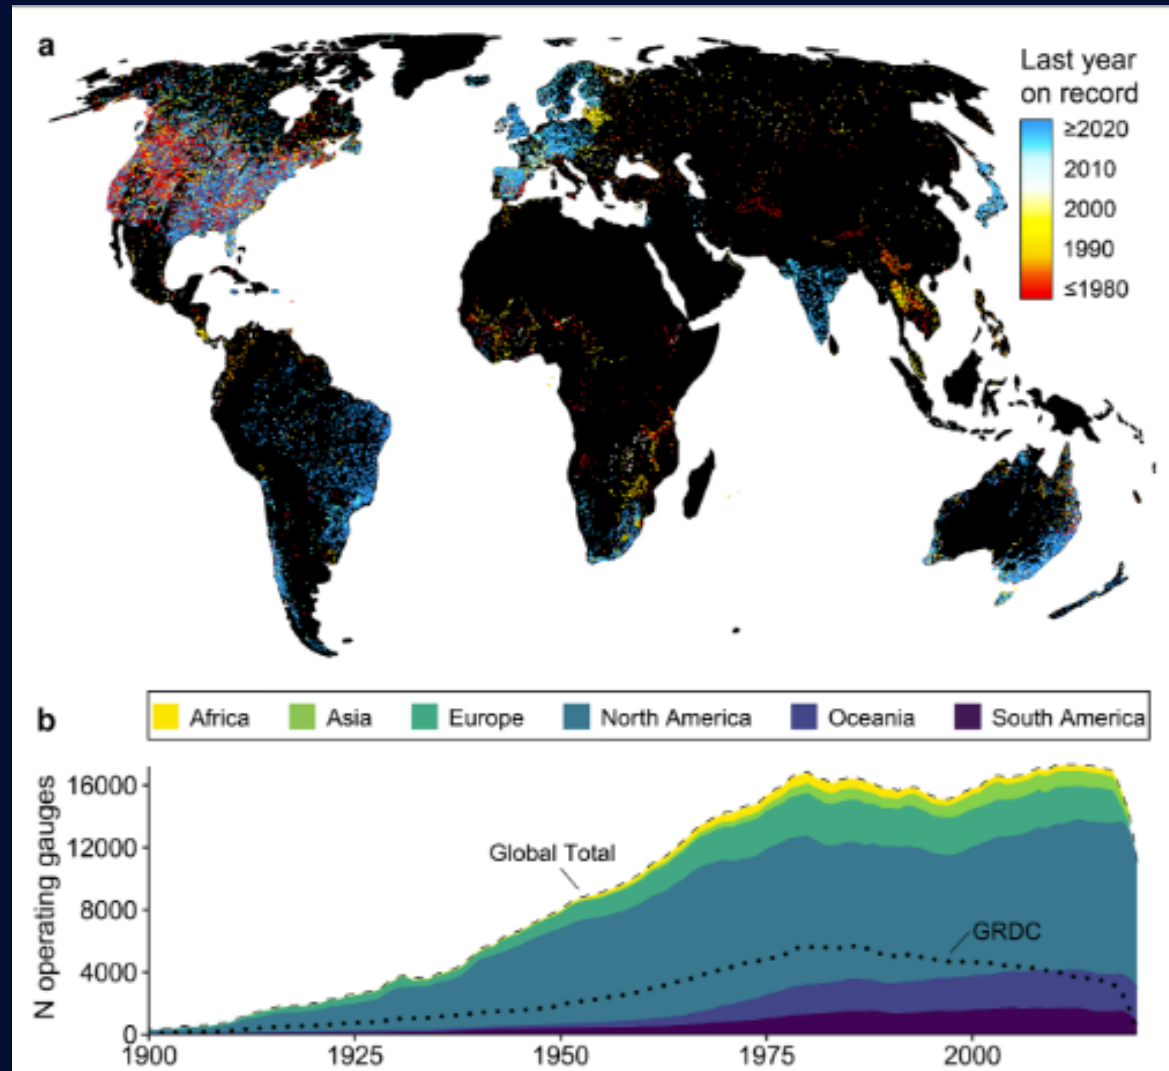 a
Last year
on record
≥2020
2010
2000
1990
≤1980
b
Africa
Asia
Europe
North America
Oceania
South America
N operating gauges
16000
12000
8000
4000
0
Global Total
GRDC
1900
1925
1950
1975
2000